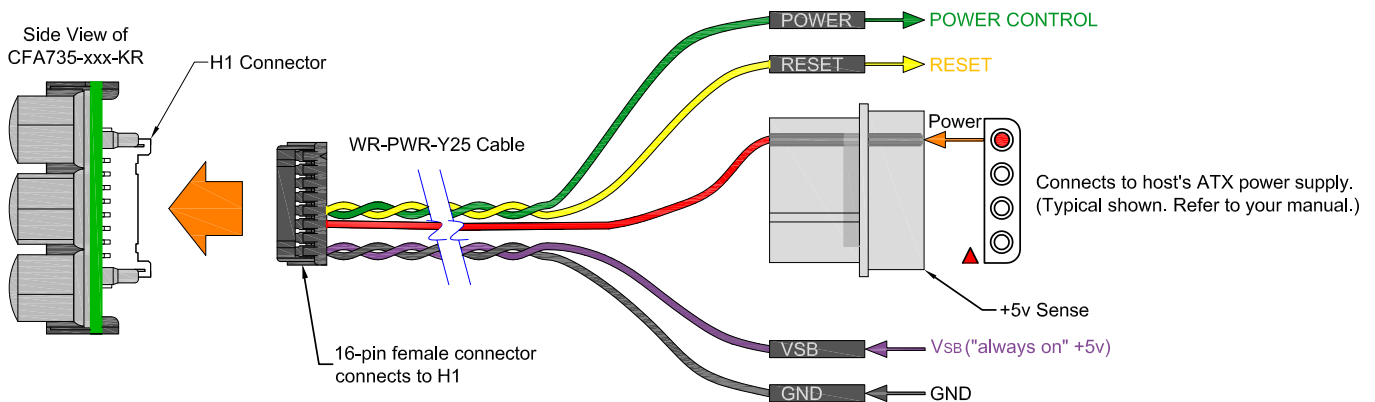 Side View of
CFA735-xxx-KR
H1 Connector
WR-PWR-Y25 Cable
16-pin female connector
connects to H1
POWER
POWER CONTROL
RESET
RESET
Power
Connects to host's ATX power supply.
(Typical shown. Refer to your manual.)
+5v Sense
VSB
VSB ("always on" +5v)
GND
GND